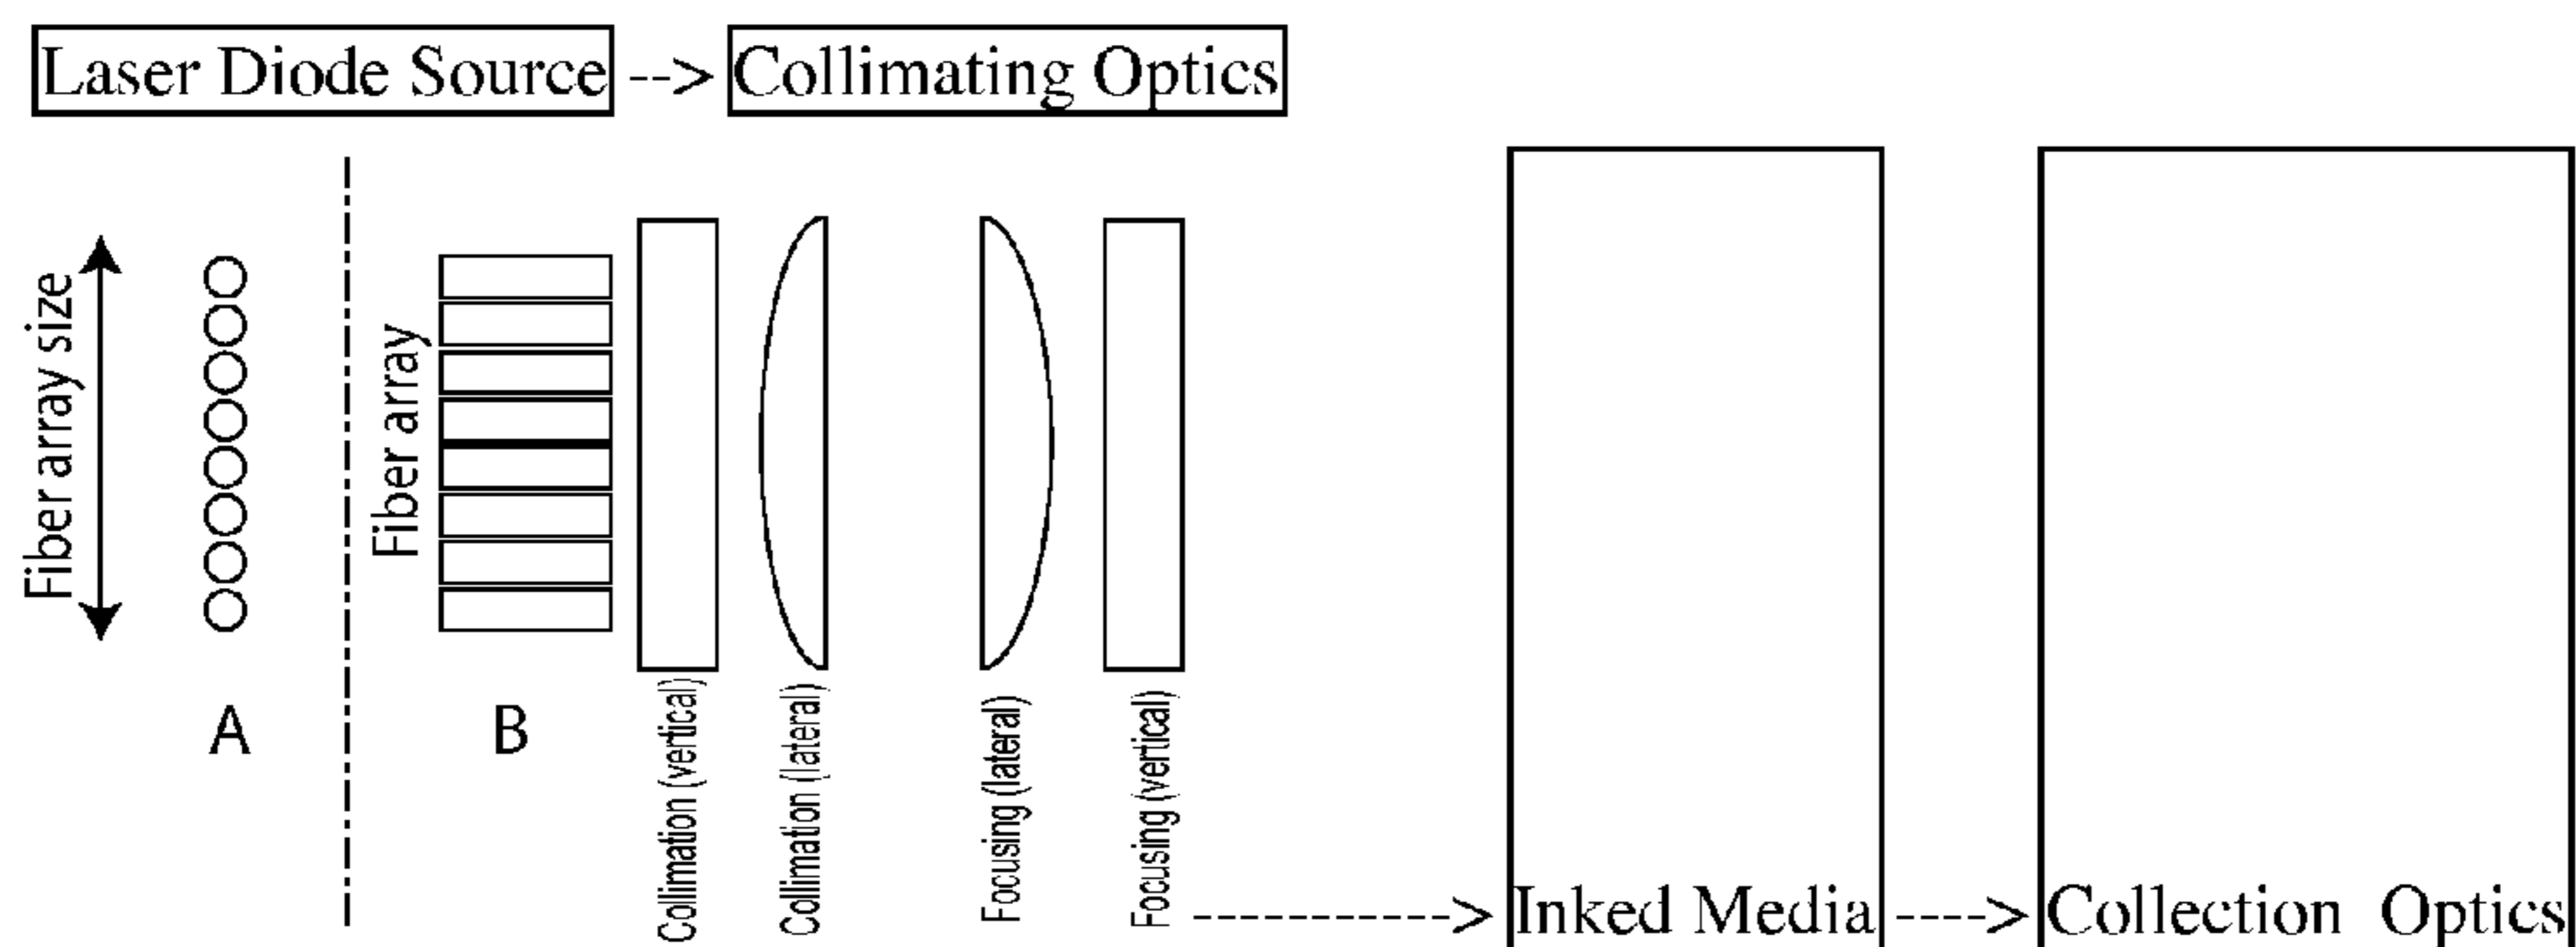 Laser Diode Source --> Collimating Optics
Fiber array size
A
Fiber array
B
Collimation (vertical)
Collimation (lateral)
Focusing (lateral)
Focusing (vertical)
-----------> Inked Media ----> Collection Optics